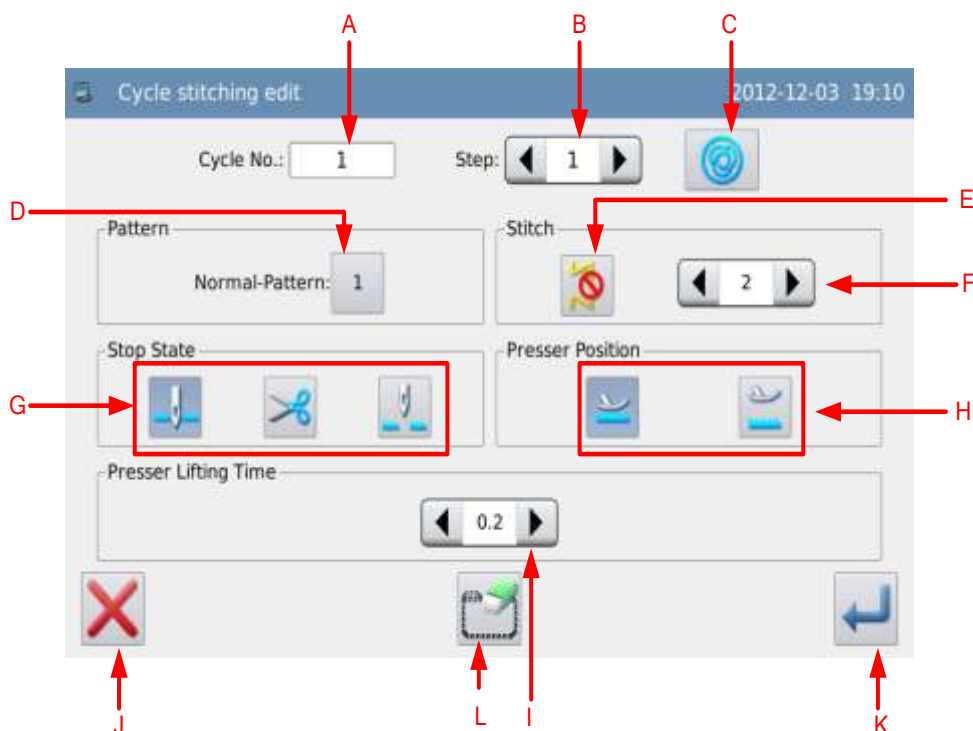 A B C
Cycle stitching edit 2012-12-03 19:10
Cycle No.: 1 Step: 1
D E
Pattern Stitch
Normal-Pattern: 1 2 F
Stop State Presser Position
G H
Presser Lifting Time
0.2
J L I K